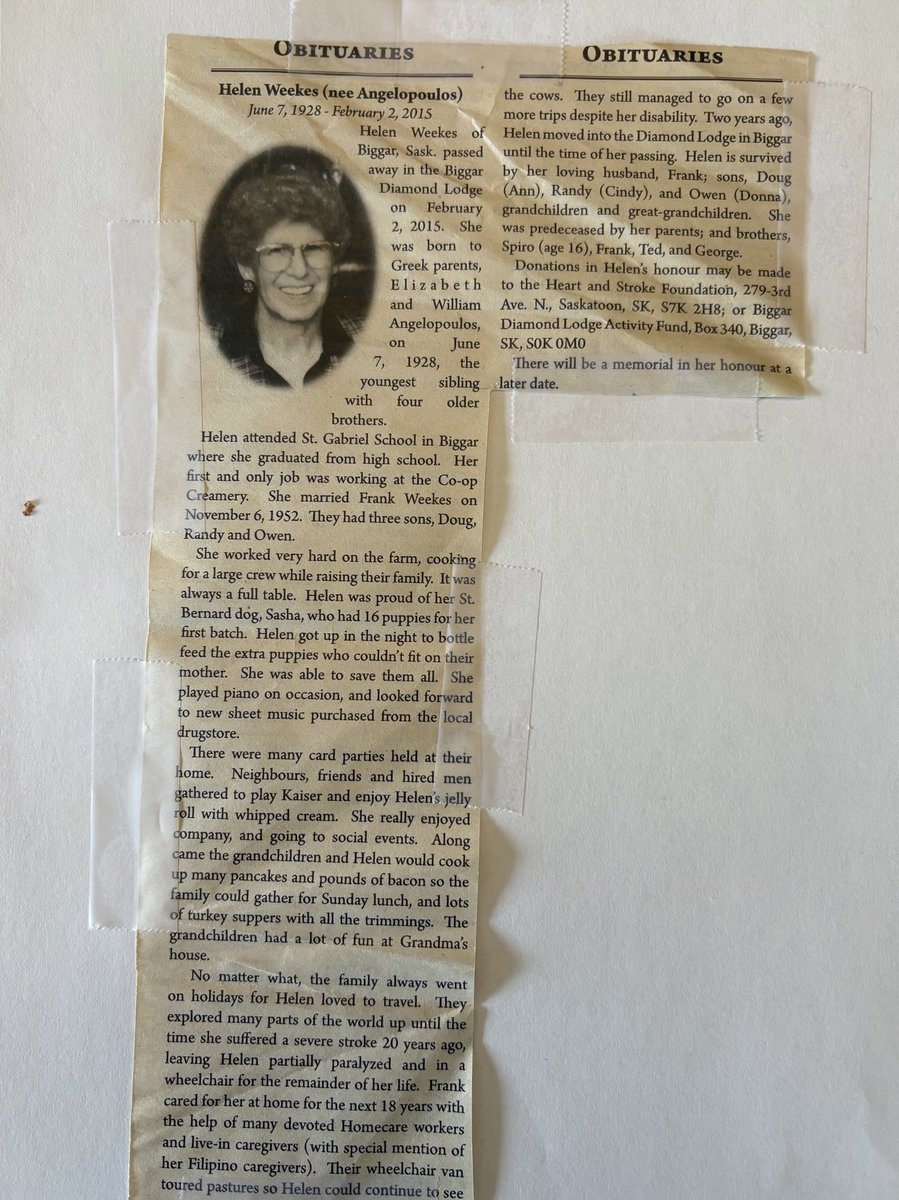 OBITUARIES
Helen Weekes (nee Angelopoulos)
June 7, 1928 - February 2, 2015
Helen Weekes of
Biggar, Sask. passed
away in the Biggar
Diamond Lodge
on February
2, 2015. She
was born to
Greek parents,
Elizabeth
and William
Angelopoulos,
on June
7, 1928, the
youngest sibling
with four older
brothers.
Helen attended St. Gabriel School in Biggar
where she graduated from high school. Her
first and only job was working at the Co-op
Creamery. She married Frank Weekes on
November 6, 1952. They had three sons, Doug,
Randy and Owen.
She worked very hard on the farm, cooking
for a large crew while raising their family. It was
always a full table. Helen was proud of her St.
Bernard dog, Sasha, who had 16 puppies for her
first batch. Helen got up in the night to bottle
feed the extra puppies who couldn't fit on their
mother. She was able to save them all. She
played piano on occasion, and looked forward
to new sheet music purchased from the local
drugstore.
There were many card parties held at their
home. Neighbours, friends and hired men
gathered to play Kaiser and enjoy Helen's jelly
roll with whipped cream. She really enjoyed
company, and going to social events. Along
came the grandchildren and Helen would cook
up many pancakes and pounds of bacon so the
family could gather for Sunday lunch, and lots
of turkey suppers with all the trimmings. The
grandchildren had a lot of fun at Grandma's
house.
No matter what, the family always went
on holidays for Helen loved to travel. They
explored many parts of the world up until the
time she suffered a severe stroke 20 years ago,
leaving Helen partially paralyzed and in a
wheelchair for the remainder of her life. Frank
cared for her at home for the next 18 years with
the help of many devoted Homecare workers
and live-in caregivers (with special mention of
her Filipino caregivers). Their wheelchair van
toured pastures so Helen could continue to see
OBITUARIES
the cows. They still managed to go on a few
more trips despite her disability. Two years ago,
Helen moved into the Diamond Lodge in Biggar
until the time of her passing. Helen is survived
by her loving husband, Frank; sons, Doug
(Ann), Randy (Cindy), and Owen (Donna),
grandchildren and great-grandchildren. She
was predeceased by her parents; and brothers,
Spiro (age 16), Frank, Ted, and George.
Donations in Helen's honour may be made
to the Heart and Stroke Foundation, 279-3rd
Ave. N., Saskatoon, SK, S7K 2H8; or Biggar
Diamond Lodge Activity Fund, Box 340, Biggar,
SK, S0K 0M0
There will be a memorial in her honour at a
later date.